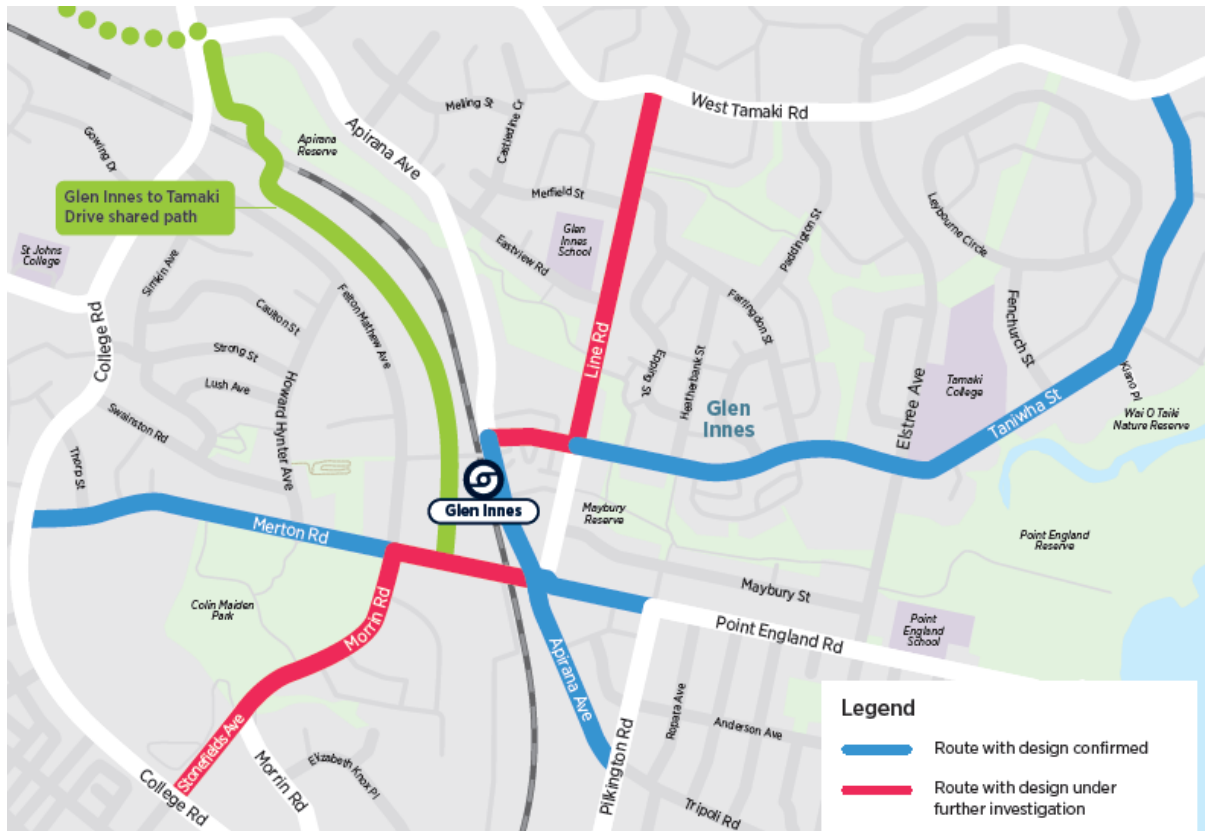 West Tamaki Rd
Melling St
Castledine Cr
Apirana Ave
Gowing Dr
Apirana
Reserve
Merfield St
Glen Innes to Tamaki
Drive shared path
Glen
Innes
School
Paddington St
Leybourne Circle
St Johns
College
Simkin Ave
Eastview Rd
Caulton St
Felton Mathew Ave
Farringdon St
Fenchurch St
College Rd
Strong St
Line Rd
Epping St.
Heatherbank St
Elstree Ave
Tamaki
College
Kiano Pl
Lush Ave
Howard Hynter Ave
Glen
Innes
Taniwha St
Wai O Taiki
Nature Reserve
Swainston Rd
Thorp St
Glen Innes
Maybury
Reserve
Merton Rd
Point England
Reserve
Maybury St
Colin Maiden
Park
Morrin Rd
Point England Rd
Point
England
School
Apirana Ave
Stonefields Ave
Ropata Ave
Anderson Ave
Pilkington Rd
Elizabeth Knox Pl
Morrin Rd
College Rd
Tripoli Rd
Legend
Route with design confirmed
Route with design under
further investigation